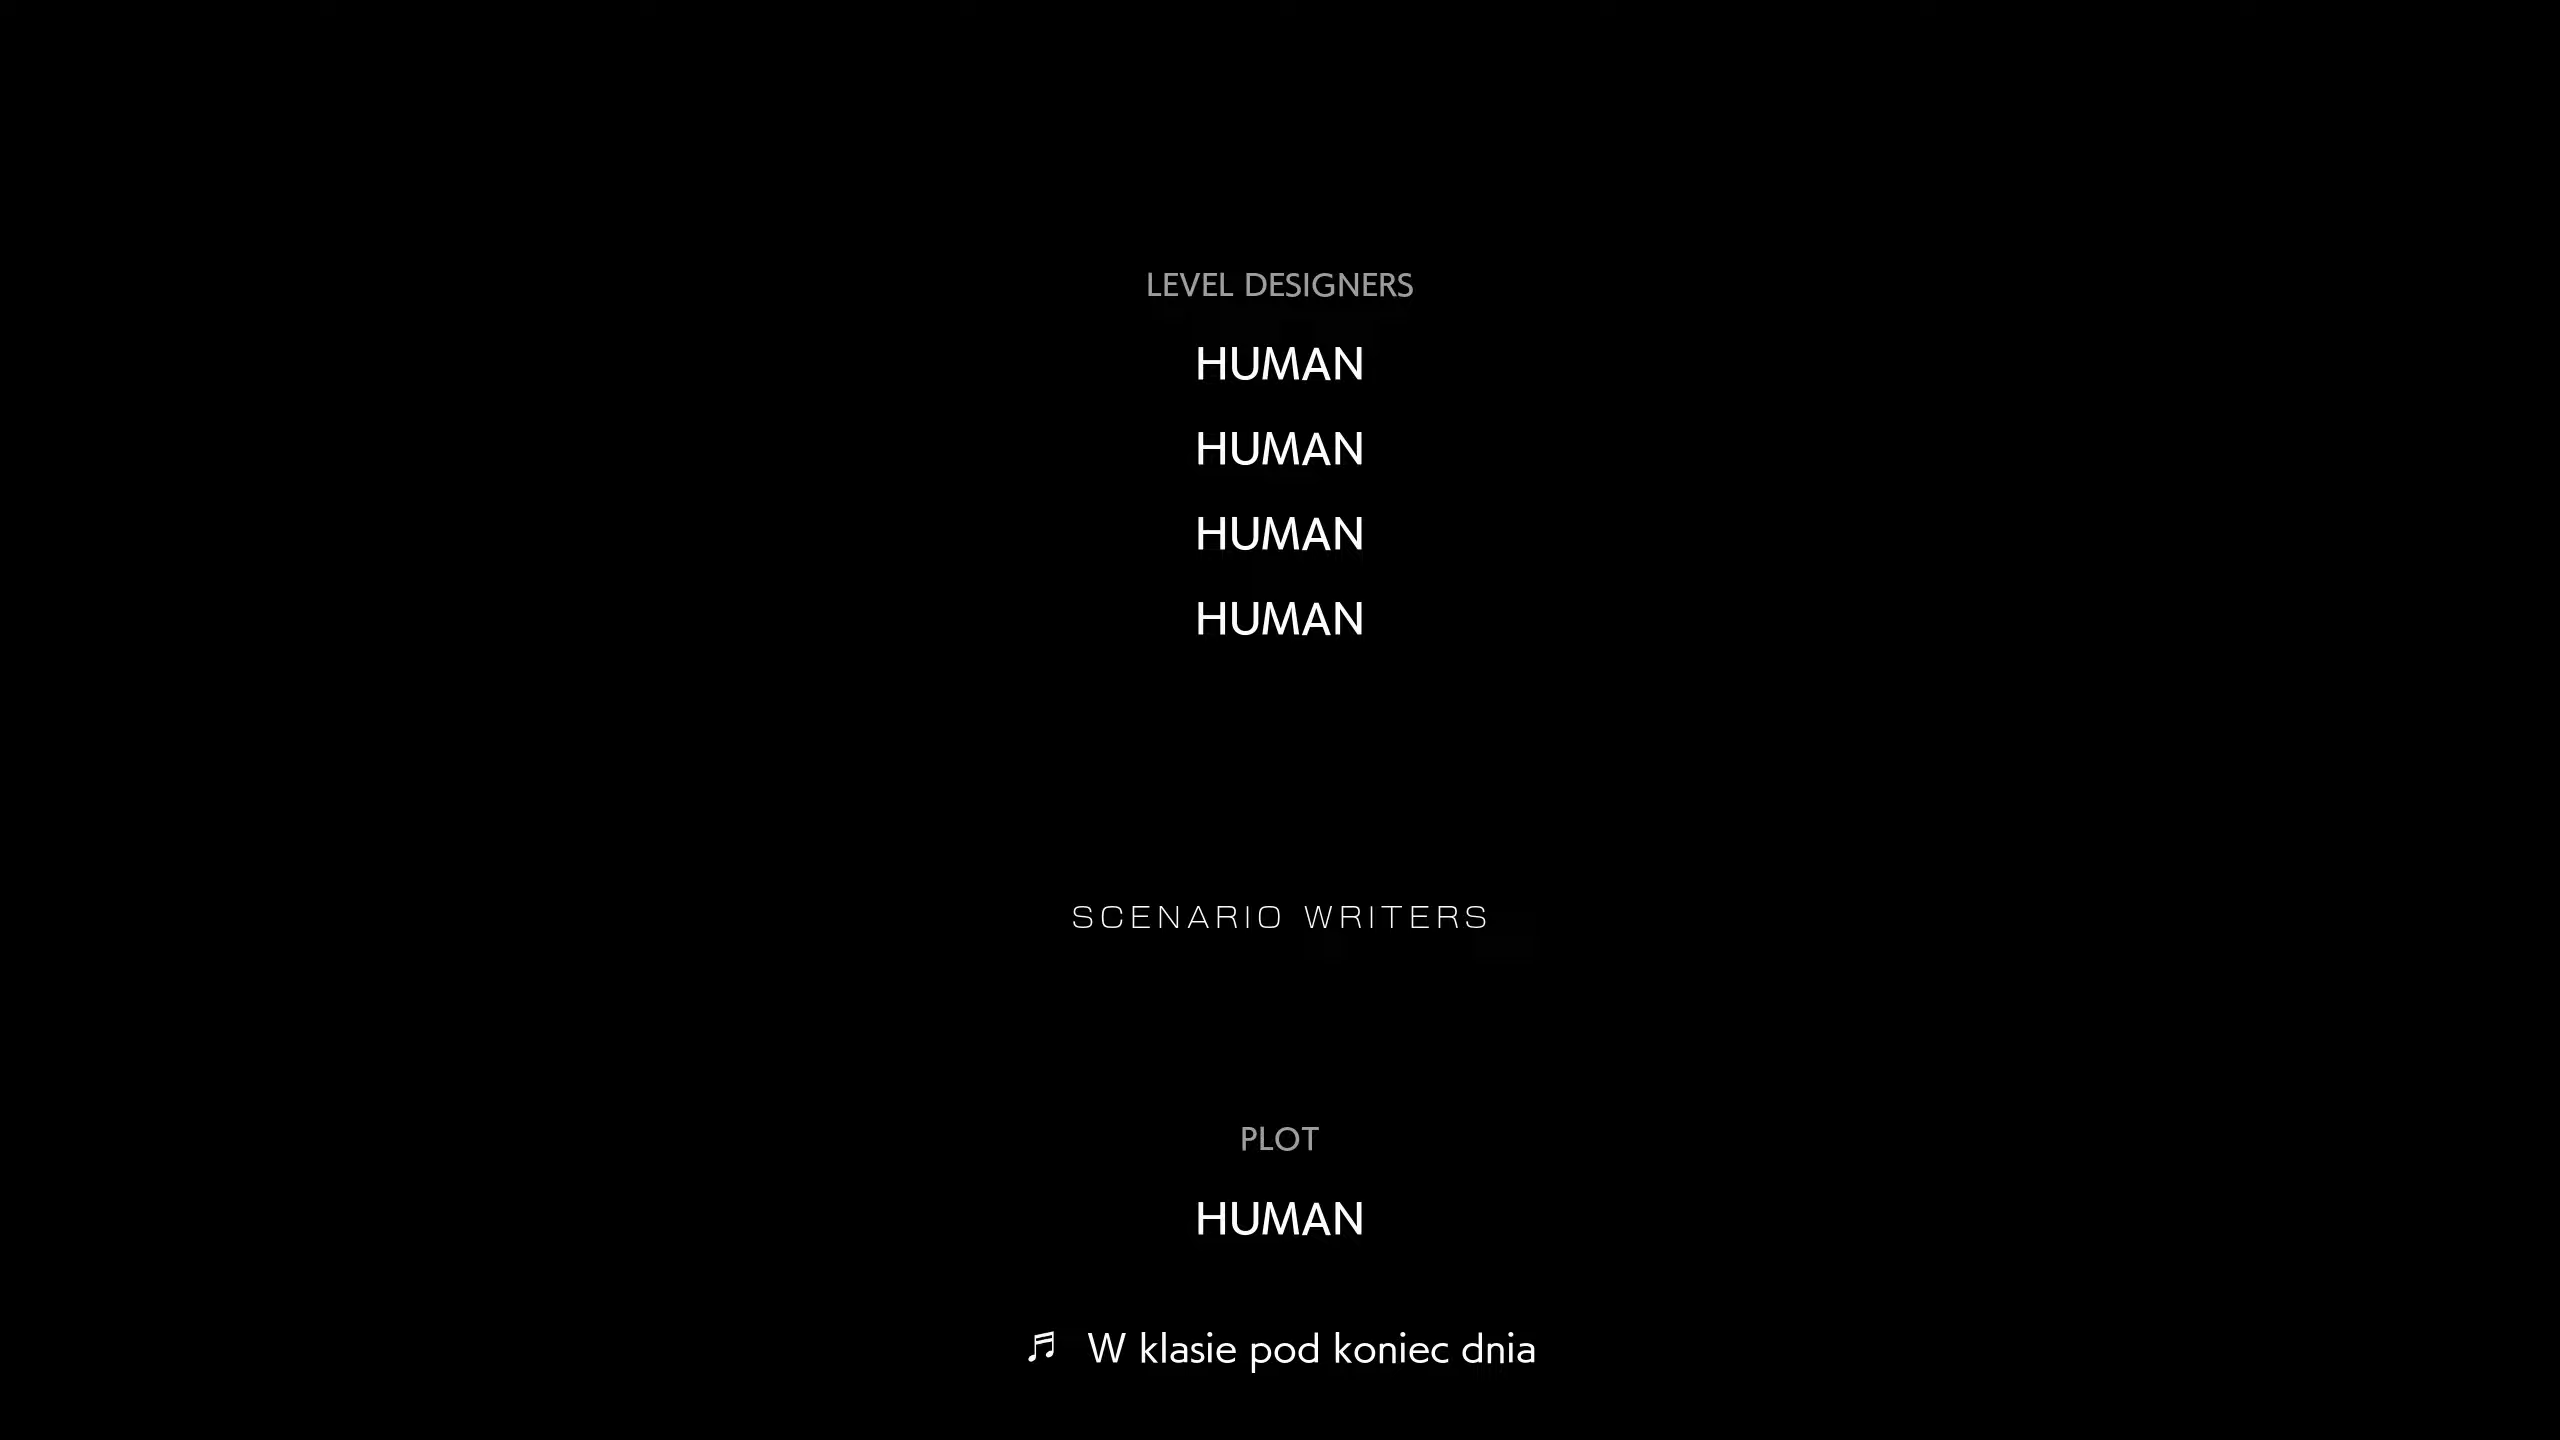 LEVEL DESIGNERS
HUMAN
HUMAN
HUMAN
HUMAN
SCENARIO WRITERS
PLOT
HUMAN
♬ W klasie pod koniec dnia